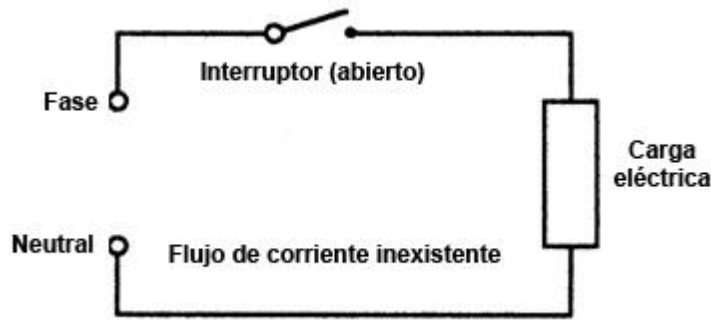 Interruptor (abierto)
Fase
Carga
eléctrica
Neutral
Flujo de corriente inexistente